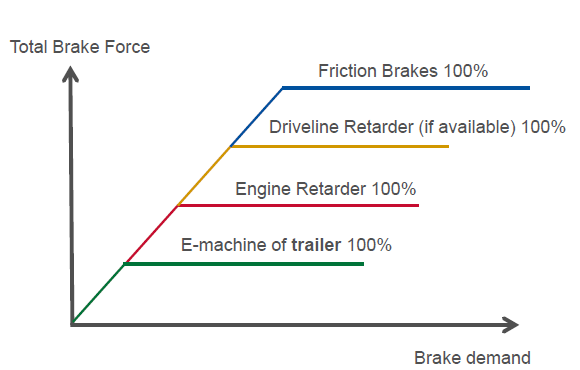 Total Brake Force
Friction Brakes 100%
Driveline Retarder (if available) 100%
Engine Retarder 100%
E-machine of trailer 100%
Brake demand